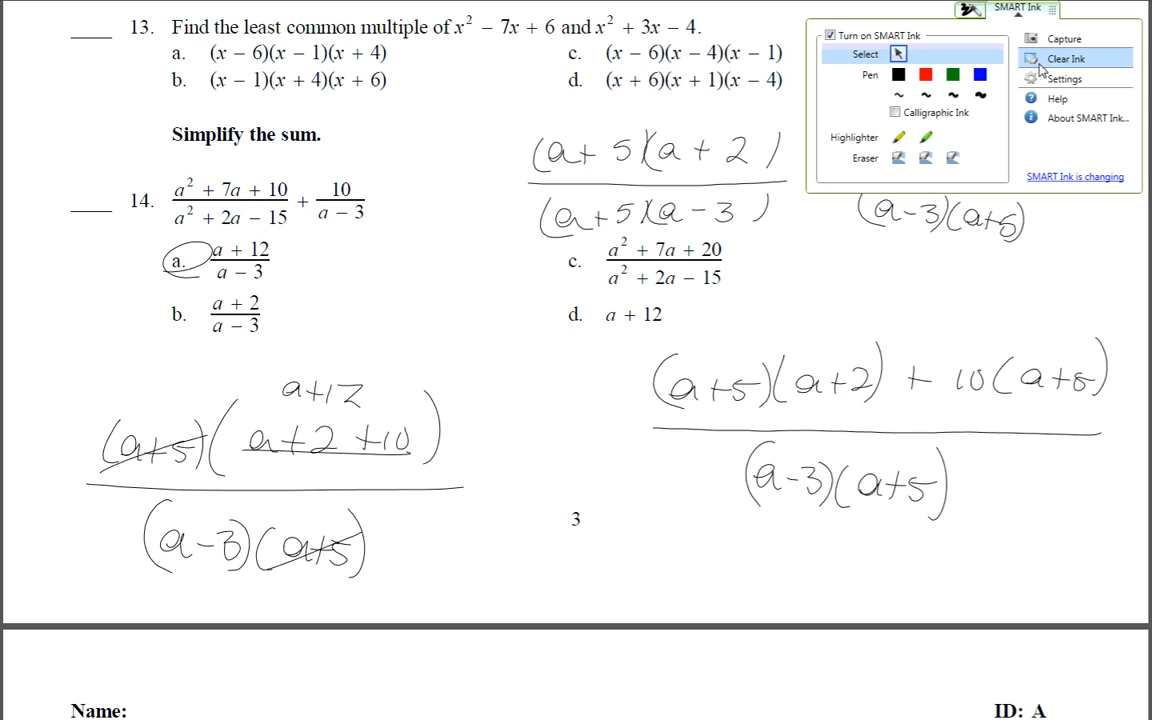 ____ 13. Find the least common multiple of x² − 7x + 6 and x² + 3x − 4.
a. (x − 6)(x − 1)(x + 4) c. (x − 6)(x − 4)(x − 1)
b. (x − 1)(x + 4)(x + 6) d. (x + 6)(x + 1)(x − 4)
SMART Ink
Turn on SMART Ink
Select
Pen
Calligraphic Ink
Highlighter
Eraser
Capture
Clear Ink
Settings
Help
About SMART Ink...
SMART Ink is changing
Simplify the sum.
(a+5)(a+2)
(a+5)(a-3)
(a-3)(a+5)
____ 14. a² + 7a + 10 / a² + 2a − 15 + 10 / a − 3
a. a + 12 / a − 3 c. a² + 7a + 20 / a² + 2a − 15
b. a + 2 / a − 3 d. a + 12
(a+5)(a+2) + 10(a+5)
(a-3)(a+5)
a+12
(a+5)(a+2+10)
(a-3)(a+5)
3
Name: ID: A